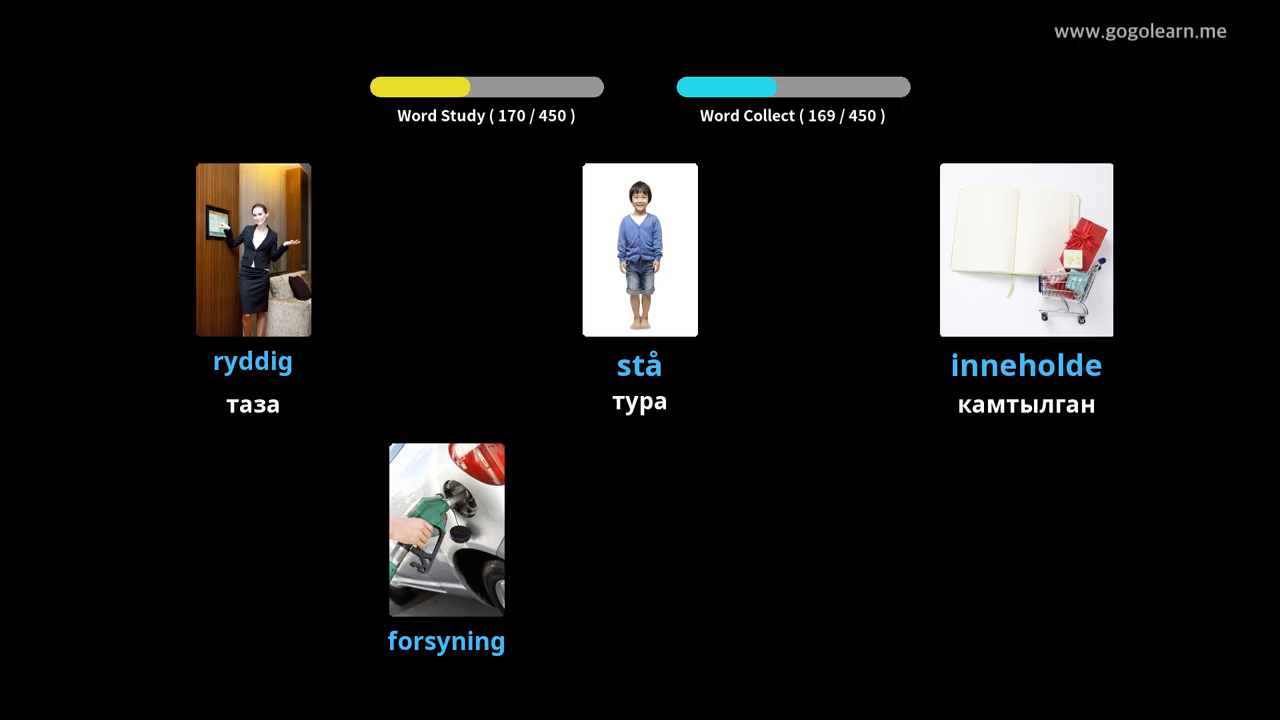 www.gogolearn.me
Word Study ( 170 / 450 )
Word Collect ( 169 / 450 )
ryddig
stå
inneholde
таза
тура
камтылган
forsyning